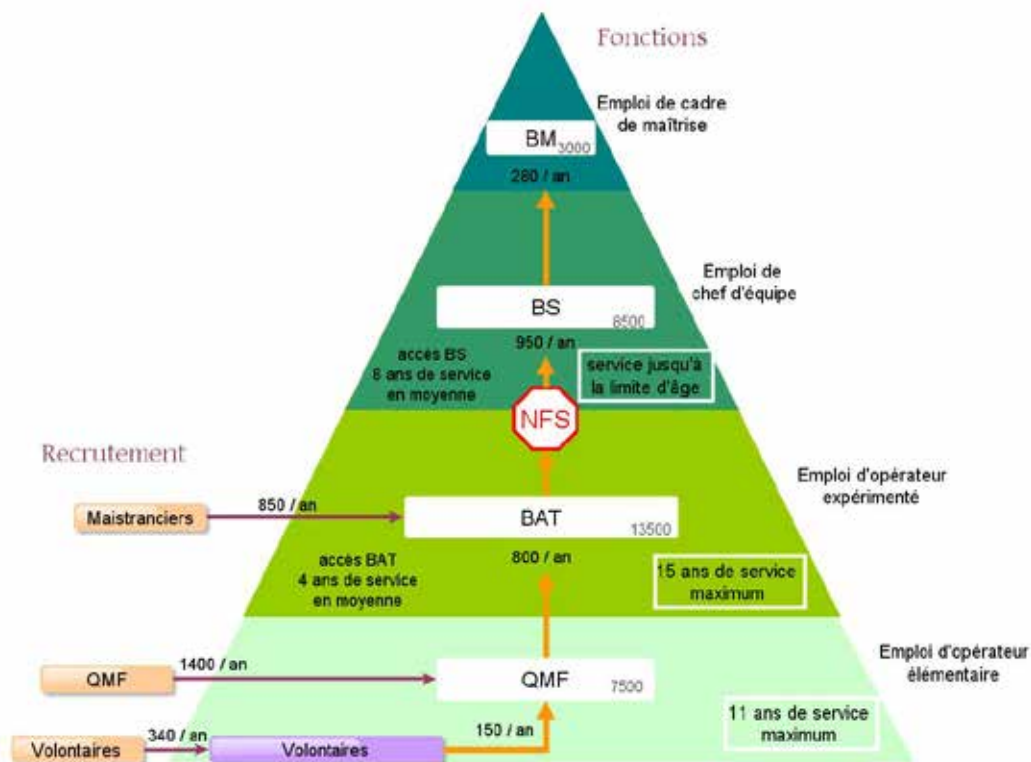 Fonctions
Emploi de cadre
de maîtrise
BM 3000
280 / an
Emploi de
chef d'équipe
BS 8500
950 / an
accès BS
8 ans de service
en moyenne
service jusqu'à
la limite d'âge
NFS
Recrutement
Emploi d'opérateur
expérimenté
Maistranciers
850 / an
BAT 13500
800 / an
accès BAT
4 ans de service
en moyenne
15 ans de service
maximum
Emploi d'opérateur
élémentaire
QMF
1400 / an
QMF 7500
11 ans de service
maximum
Volontaires
340 / an
Volontaires
150 / an